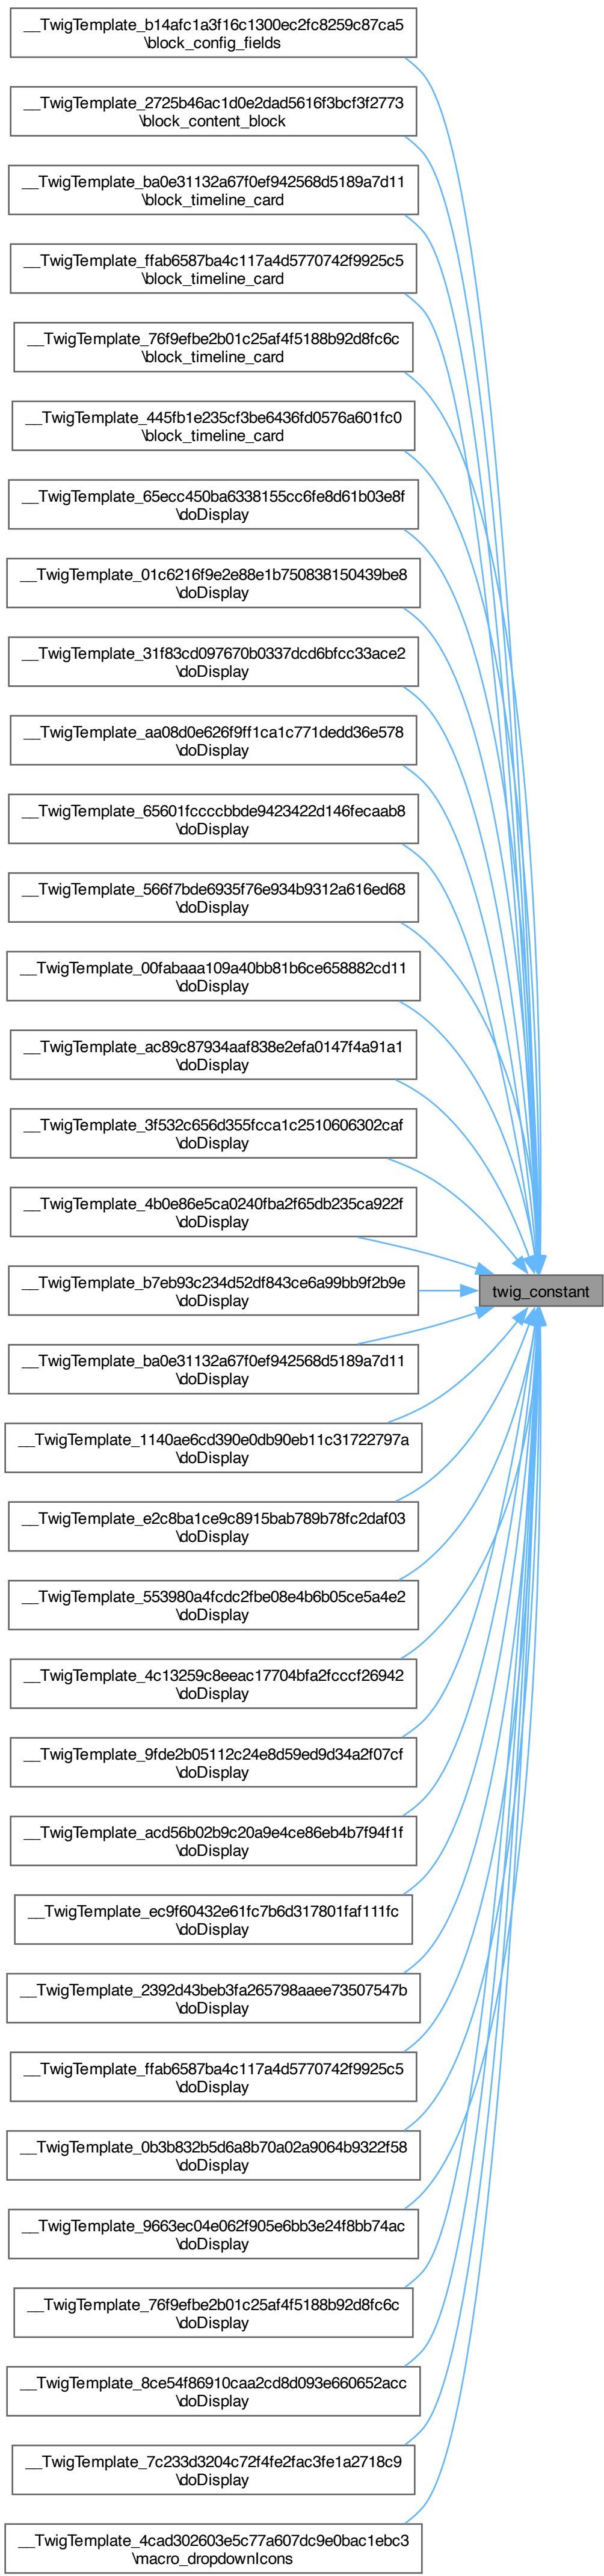 __TwigTemplate_b14afc1a3f16c1300ec2fc8259c87ca5
\block_config_fields
__TwigTemplate_2725b46ac1d0e2dad5616f3bcf3f2773
\block_content_block
__TwigTemplate_ba0e31132a67f0ef942568d5189a7d11
\block_timeline_card
__TwigTemplate_ffab6587ba4c117a4d5770742f9925c5
\block_timeline_card
__TwigTemplate_76f9efbe2b01c25af4f5188b92d8fc6c
\block_timeline_card
__TwigTemplate_445fb1e235cf3be6436fd0576a601fc0
\block_timeline_card
__TwigTemplate_65ecc450ba6338155cc6fe8d61b03e8f
\doDisplay
__TwigTemplate_01c6216f9e2e88e1b750838150439be8
\doDisplay
__TwigTemplate_31f83cd097670b0337dcd6bfcc33ace2
\doDisplay
__TwigTemplate_aa08d0e626f9ff1ca1c771dedd36e578
\doDisplay
__TwigTemplate_65601fccccbbde9423422d146fecaab8
\doDisplay
__TwigTemplate_566f7bde6935f76e934b9312a616ed68
\doDisplay
__TwigTemplate_00fabaaa109a40bb81b6ce658882cd11
\doDisplay
__TwigTemplate_ac89c87934aaf838e2efa0147f4a91a1
\doDisplay
__TwigTemplate_3f532c656d355fcca1c2510606302caf
\doDisplay
__TwigTemplate_4b0e86e5ca0240fba2f65db235ca922f
\doDisplay
__TwigTemplate_b7eb93c234d52df843ce6a99bb9f2b9e
\doDisplay
twig_constant
__TwigTemplate_ba0e31132a67f0ef942568d5189a7d11
\doDisplay
__TwigTemplate_1140ae6cd390e0db90eb11c31722797a
\doDisplay
__TwigTemplate_e2c8ba1ce9c8915bab789b78fc2daf03
\doDisplay
__TwigTemplate_553980a4fcdc2fbe08e4b6b05ce5a4e2
\doDisplay
__TwigTemplate_4c13259c8eeac17704bfa2fcccf26942
\doDisplay
__TwigTemplate_9fde2b05112c24e8d59ed9d34a2f07cf
\doDisplay
__TwigTemplate_acd56b02b9c20a9e4ce86eb4b7f94f1f
\doDisplay
__TwigTemplate_ec9f60432e61fc7b6d317801faf111fc
\doDisplay
__TwigTemplate_2392d43beb3fa265798aaee73507547b
\doDisplay
__TwigTemplate_ffab6587ba4c117a4d5770742f9925c5
\doDisplay
__TwigTemplate_0b3b832b5d6a8b70a02a9064b9322f58
\doDisplay
__TwigTemplate_9663ec04e062f905e6bb3e24f8bb74ac
\doDisplay
__TwigTemplate_76f9efbe2b01c25af4f5188b92d8fc6c
\doDisplay
__TwigTemplate_8ce54f86910caa2cd8d093e660652acc
\doDisplay
__TwigTemplate_7c233d3204c72f4fe2fac3fe1a2718c9
\doDisplay
__TwigTemplate_4cad302603e5c77a607dc9e0bac1ebc3
\macro_dropdownIcons